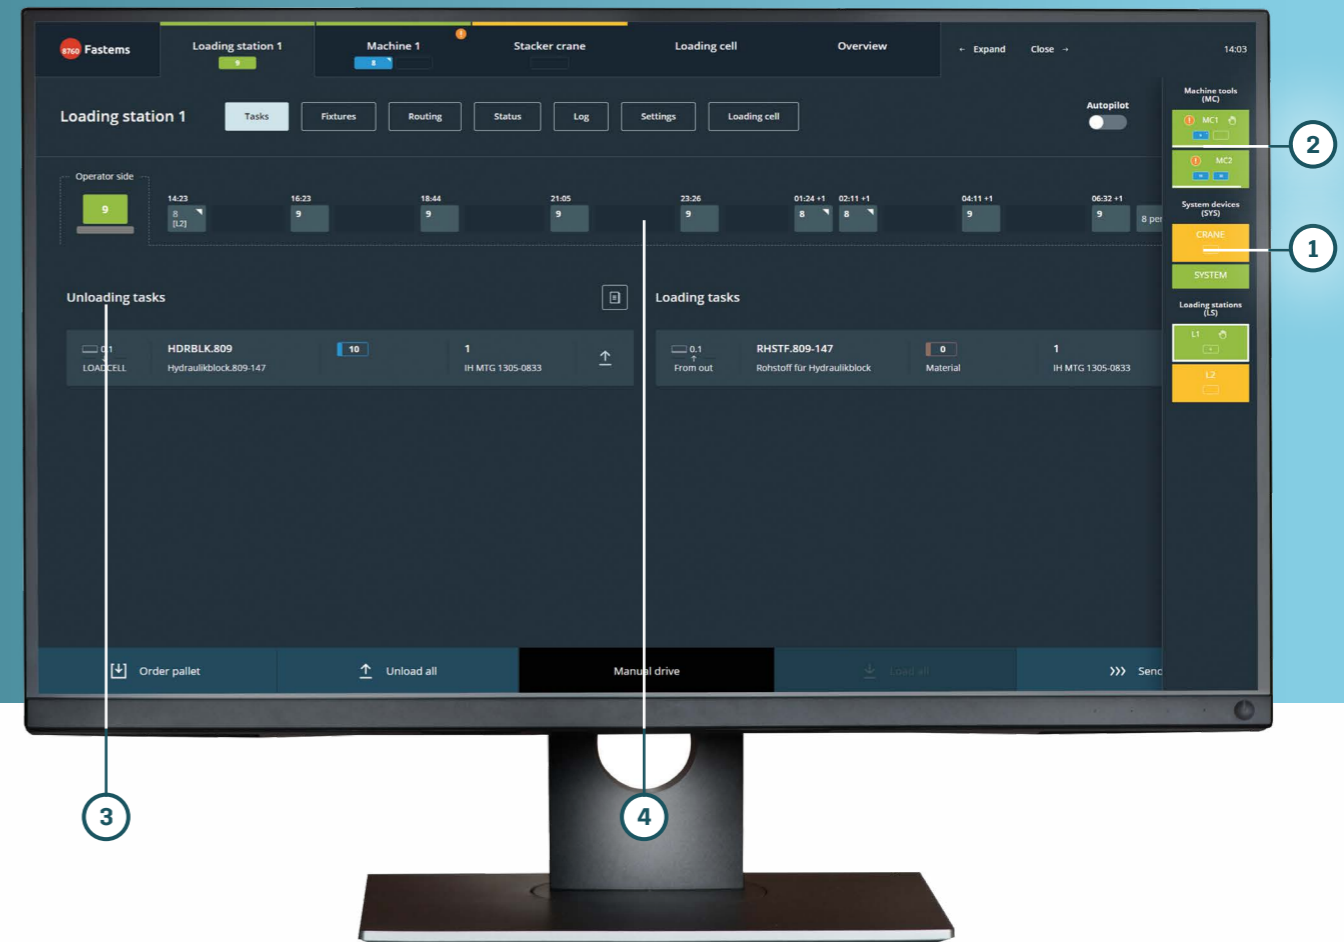 8760 Fastems
Loading station 1
9
Machine 1
8
Stacker crane
Loading cell
Overview
← Expand
Close →
14:03
Loading station 1
Tasks
Fixtures
Routing
Status
Log
Settings
Loading cell
Autopilot
Operator side
9
14:23
8
[L2]
16:23
9
18:44
9
21:05
9
23:26
9
01:24 +1
8
02:11 +1
8
04:11 +1
9
06:32 +1
9
8 per
Unloading tasks
0.1
LOADCELL
HDRBLK.809
Hydraulikblock.809-147
10
1
IH MTG 1305-0833
Loading tasks
0.1
From out
RHSTF.809-147
Rohstoff für Hydraulikblock
0
Material
1
IH MTG 1305-0833
Order pallet
Unload all
Manual drive
Load all
Send
Machine tools
(MC)
MC1
MC2
System devices
(SYS)
CRANE
SYSTEM
Loading stations
(LS)
L1
L2
2
1
3
4